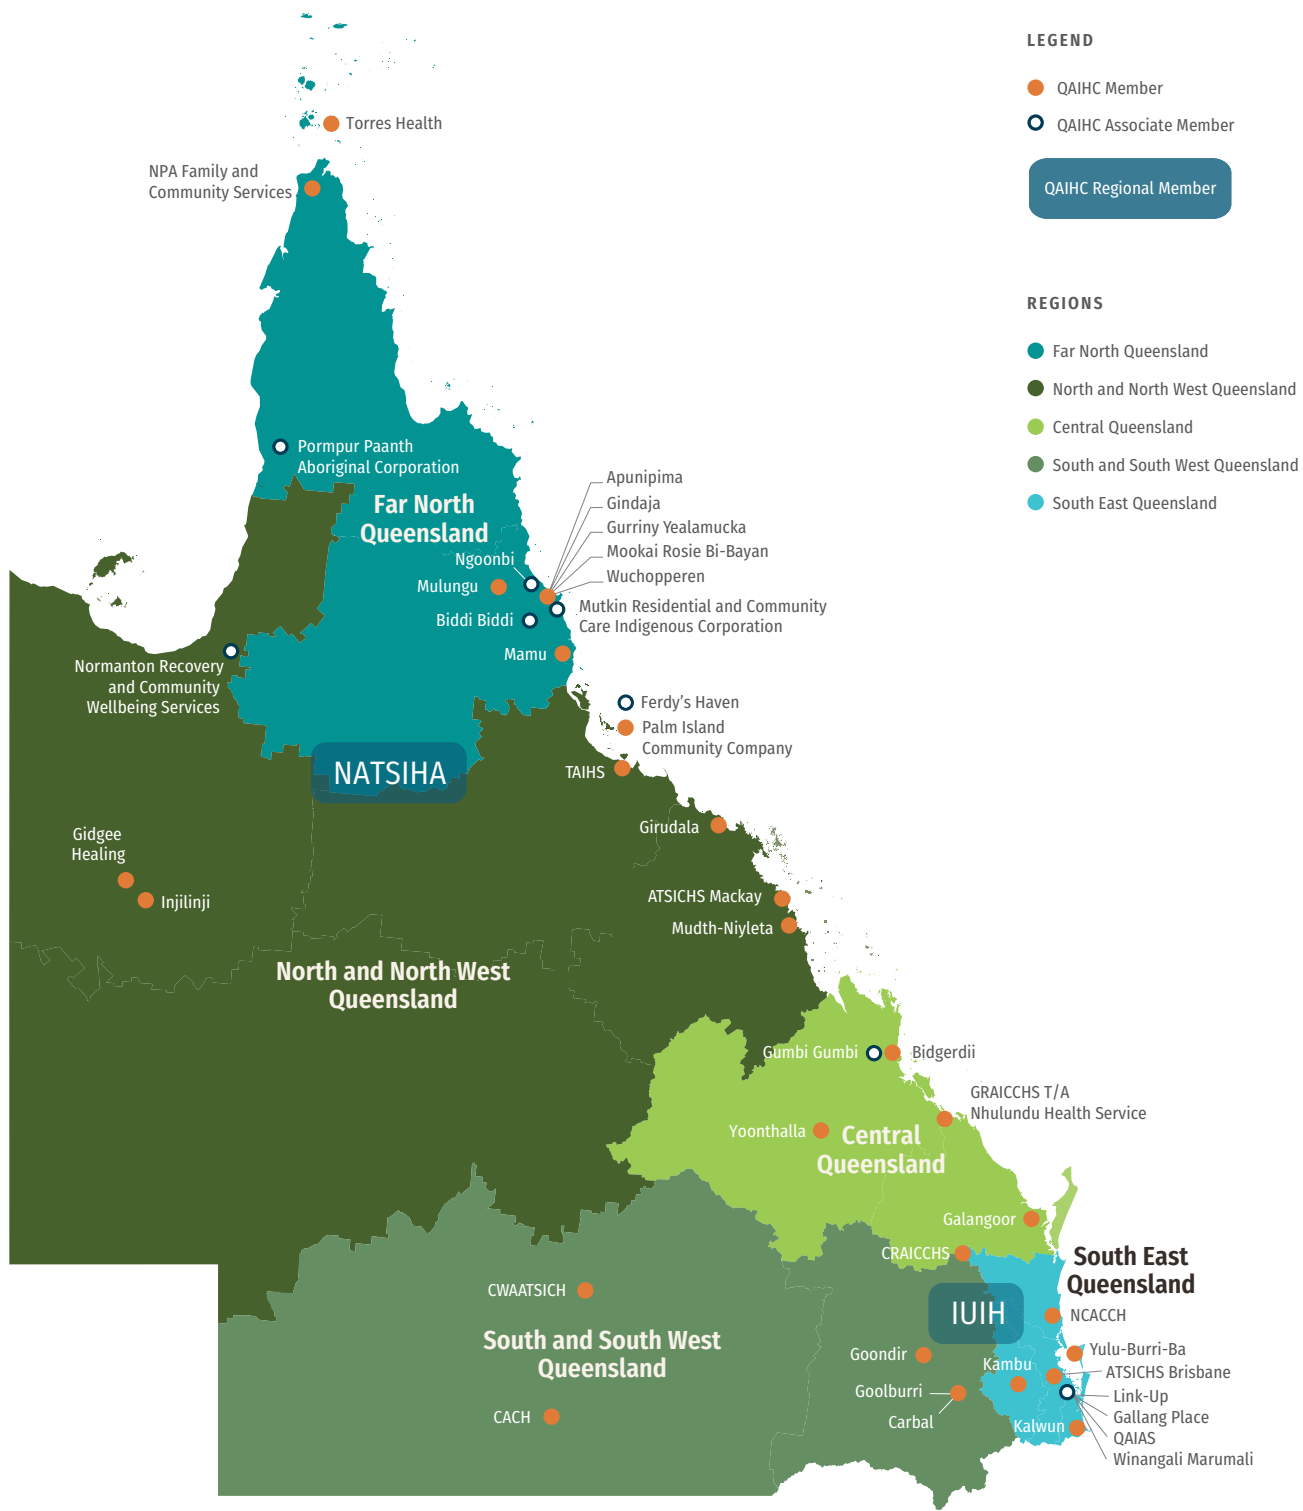 LEGEND
QAIHC Member
QAIHC Associate Member
QAIHC Regional Member
REGIONS
Far North Queensland
North and North West Queensland
Central Queensland
South and South West Queensland
South East Queensland
Torres Health
NPA Family and
Community Services
Pormpur Paanth
Aboriginal Corporation
Far North
Queensland
Apunipima
Gindaja
Gurriny Yealamucka
Mookai Rosie Bi-Bayan
Wuchopperen
Ngoonbi
Mulungu
Mutkin Residential and Community
Care Indigenous Corporation
Biddi Biddi
Mamu
Normanton Recovery
and Community
Wellbeing Services
Ferdy's Haven
Palm Island
Community Company
NATSIHA
TAIHS
Girudala
Gidgee
Healing
Injilinji
ATSICHS Mackay
Mudth-Niyleta
North and North West
Queensland
Gumbi Gumbi
Bidgerdii
GRAICCHS T/A
Nhulundu Health Service
Yoonthalla
Central
Queensland
Galangoor
CRAICCHS
South East
Queensland
CWAATSICH
IUIH
NCACCH
South and South West
Queensland
Goondir
Kambu
Yulu-Burri-Ba
ATSICHS Brisbane
Link-Up
Gallang Place
QAIAS
Winangali Marumali
Goolburri
Carbal
CACH
Kalwun